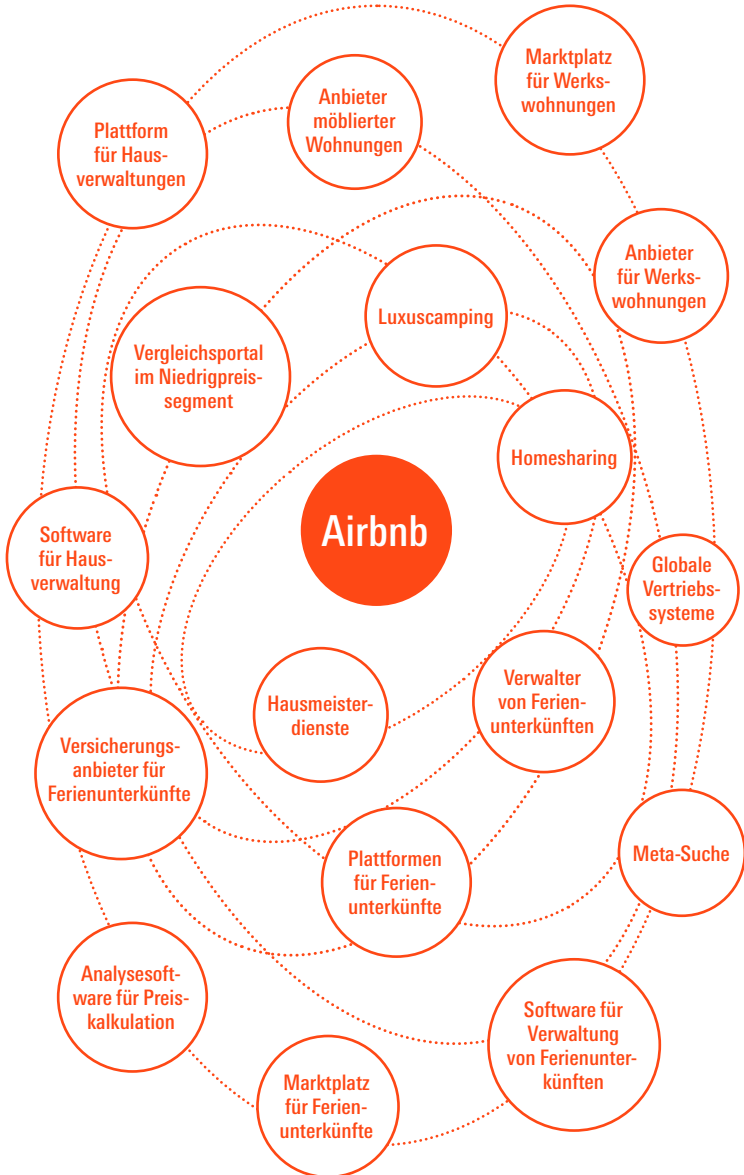 Marktplatz
für Werks-
wohnungen
Anbieter
möblierter
Wohnungen
Plattform
für Haus-
verwaltungen
Anbieter
für Werks-
wohnungen
Luxuscamping
Vergleichsportal
im Niedrigpreis-
segment
Homesharing
Airbnb
Software
für Haus-
verwaltung
Globale
Vertriebs-
systeme
Hausmeister-
dienste
Verwalter
von Ferien-
unterkünften
Versicherungs-
anbieter für
Ferienunterkünfte
Plattformen
für Ferien-
unterkünfte
Meta-Suche
Analysesoft-
ware für Preis-
kalkulation
Software für
Verwaltung
von Ferienunter-
künften
Marktplatz
für Ferien-
unterkünfte